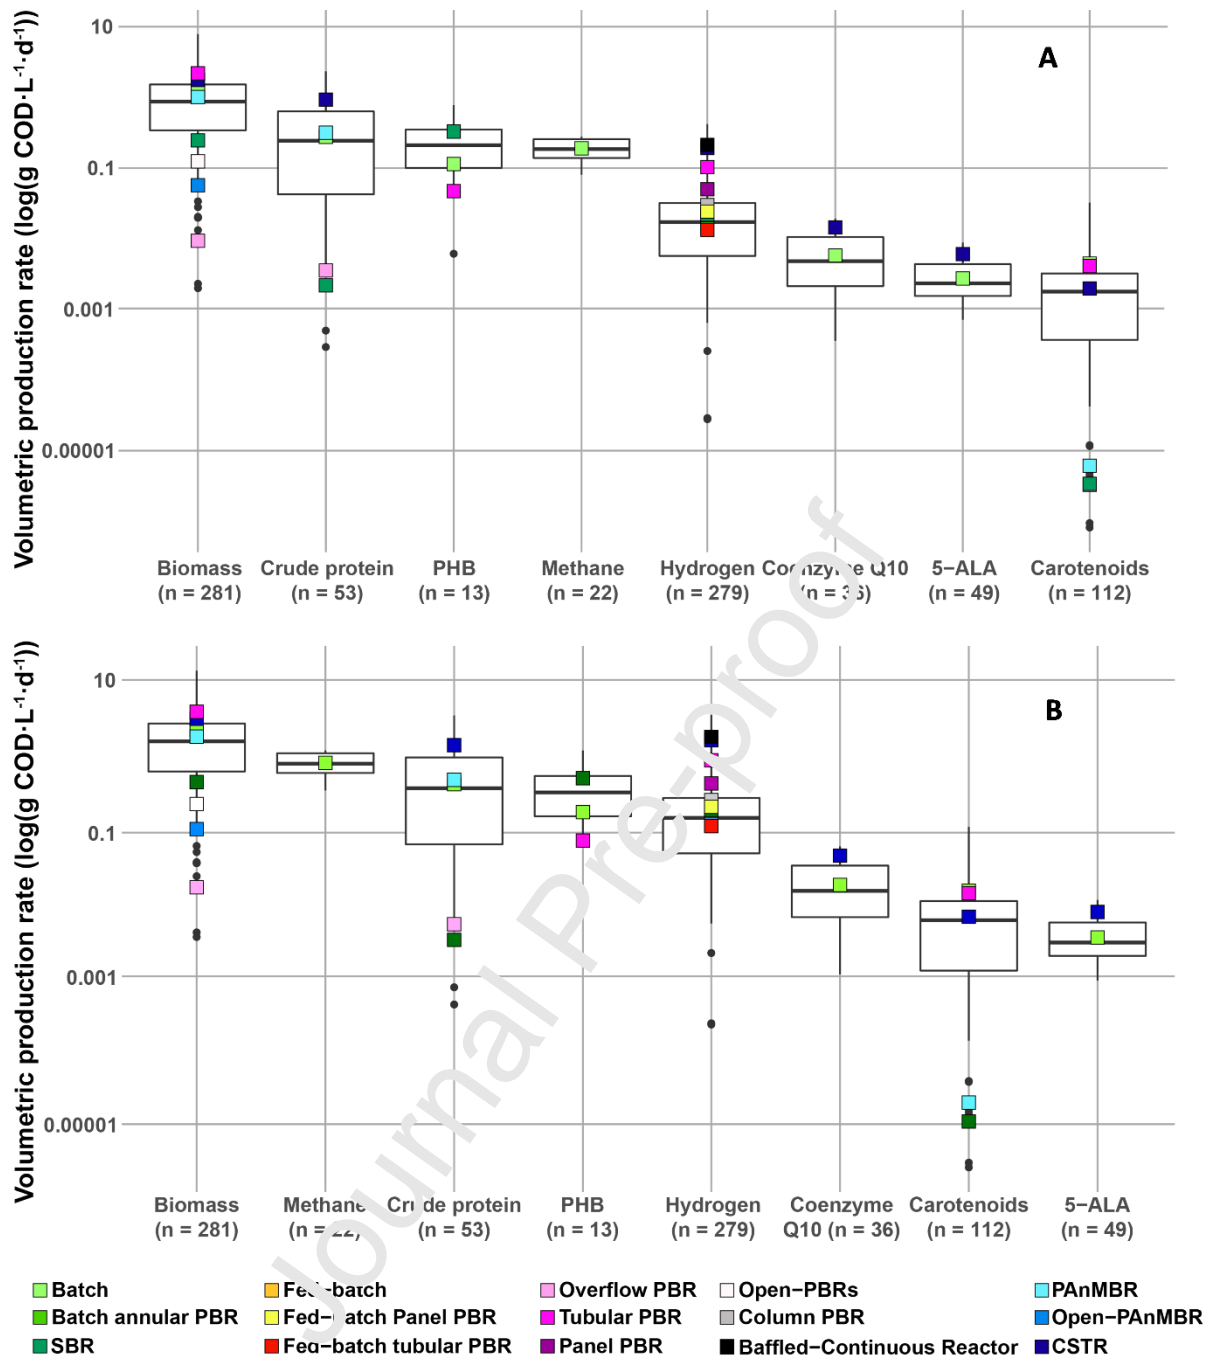 Volumetric production rate (log(g COD·L⁻¹·d⁻¹))
A
10
0.1
0.001
0.00001
Biomass Crude protein PHB Methane Hydrogen Coenzyme Q10 5−ALA Carotenoids
(n = 281) (n = 53) (n = 13) (n = 22) (n = 279) (n = 36) (n = 49) (n = 112)
Volumetric production rate (log(g COD·L⁻¹·d⁻¹))
B
10
0.1
0.001
0.00001
Biomass Methane Crude protein PHB Hydrogen Coenzyme Carotenoids 5−ALA
(n = 281) (n = 22) (n = 53) (n = 13) (n = 279) Q10 (n = 36) (n = 112) (n = 49)
Journal Pre-proof
Batch Fed-batch Overflow PBR Open−PBRs PAnMBR
Batch annular PBR Fed−batch Panel PBR Tubular PBR Column PBR Open−PAnMBR
SBR Fed−batch tubular PBR Panel PBR Baffled−Continuous Reactor CSTR